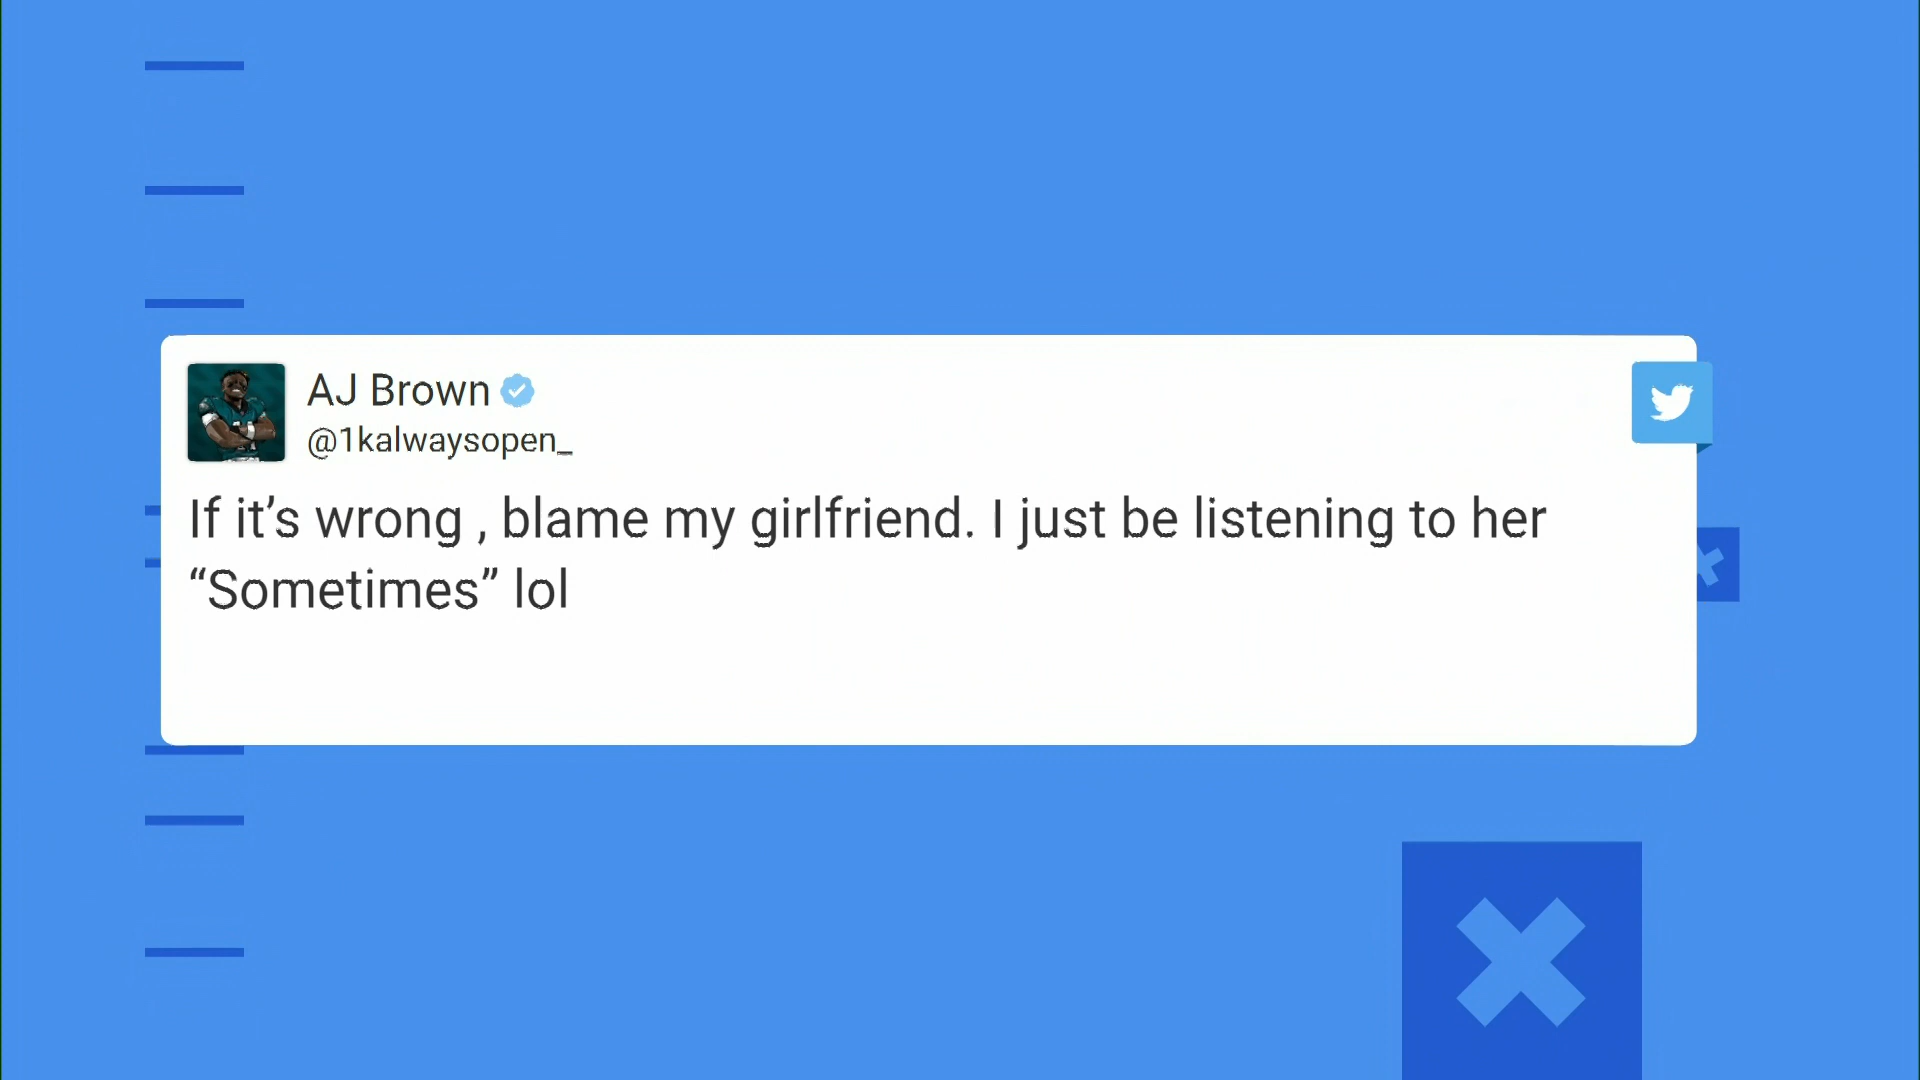 AJ Brown
@1kalwaysopen_
If it’s wrong , blame my girlfriend. I just be listening to her
“Sometimes” lol